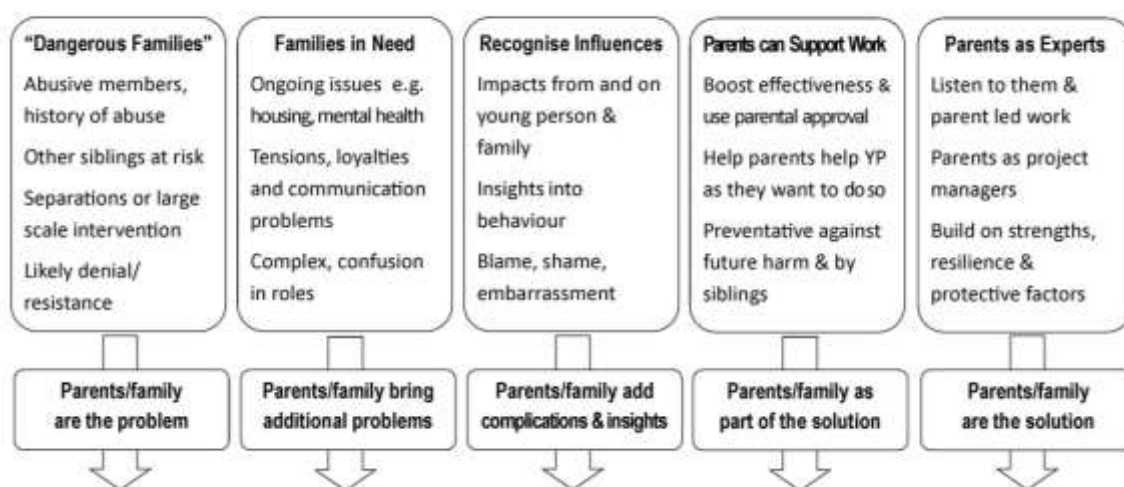 “Dangerous Families”
Abusive members,
history of abuse
Other siblings at risk
Separations or large
scale intervention
Likely denial/
resistance
Parents/family
are the problem
Families in Need
Ongoing issues e.g.
housing, mental health
Tensions, loyalties
and communication
problems
Complex, confusion
in roles
Parents/family bring
additional problems
Recognise Influences
Impacts from and on
young person &
family
Insights into
behaviour
Blame, shame,
embarrassment
Parents/family add
complications & insights
Parents can Support Work
Boost effectiveness &
use parental approval
Help parents help YP
as they want to do so
Preventative against
future harm & by
siblings
Parents/family as
part of the solution
Parents as Experts
Listen to them &
parent led work
Parents as project
managers
Build on strengths,
resilience &
protective factors
Parents/family
are the solution